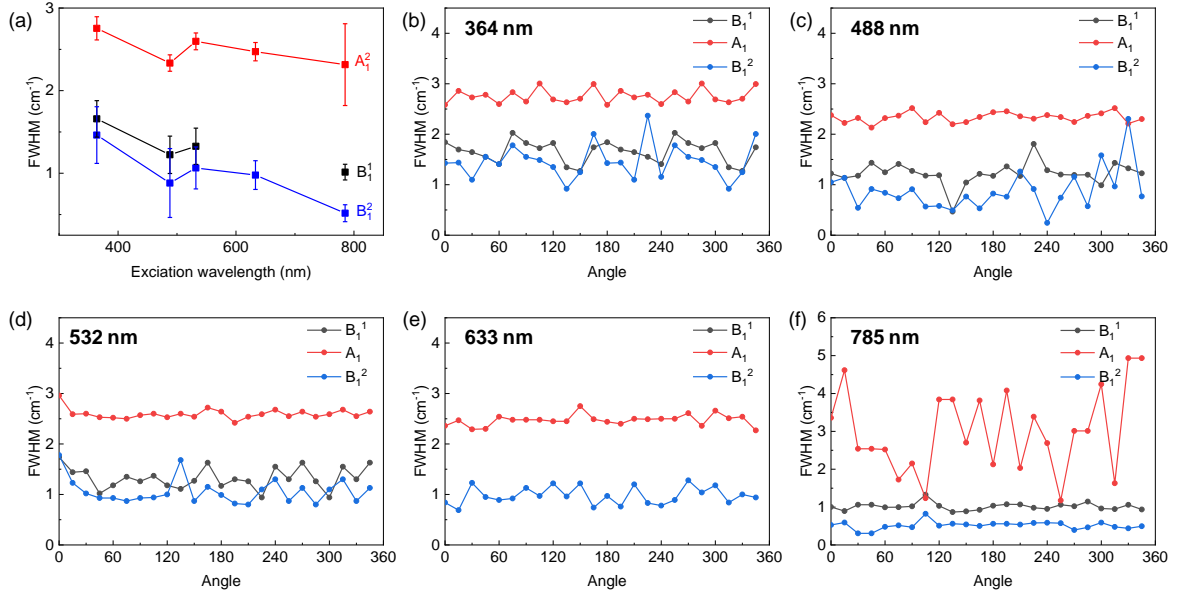 (a)
FWHM (cm⁻¹)
3
2
1
400
600
800
Exciation wavelength (nm)
A₁²
B₁¹
B₁²
(b)
364 nm
B₁¹
A₁
B₁²
FWHM (cm⁻¹)
4
3
2
1
0
0
60
120
180
240
300
360
Angle
(c)
488 nm
B₁¹
A₁
B₁²
FWHM (cm⁻¹)
4
3
2
1
0
0
60
120
180
240
300
360
Angle
(d)
532 nm
B₁¹
A₁
B₁²
FWHM (cm⁻¹)
4
3
2
1
0
0
60
120
180
240
300
360
Angle
(e)
633 nm
B₁¹
A₁
B₁²
FWHM (cm⁻¹)
4
3
2
1
0
0
60
120
180
240
300
360
Angle
(f)
785 nm
B₁¹
A₁
B₁²
FWHM (cm⁻¹)
6
5
4
3
2
1
0
0
60
120
180
240
300
360
Angle